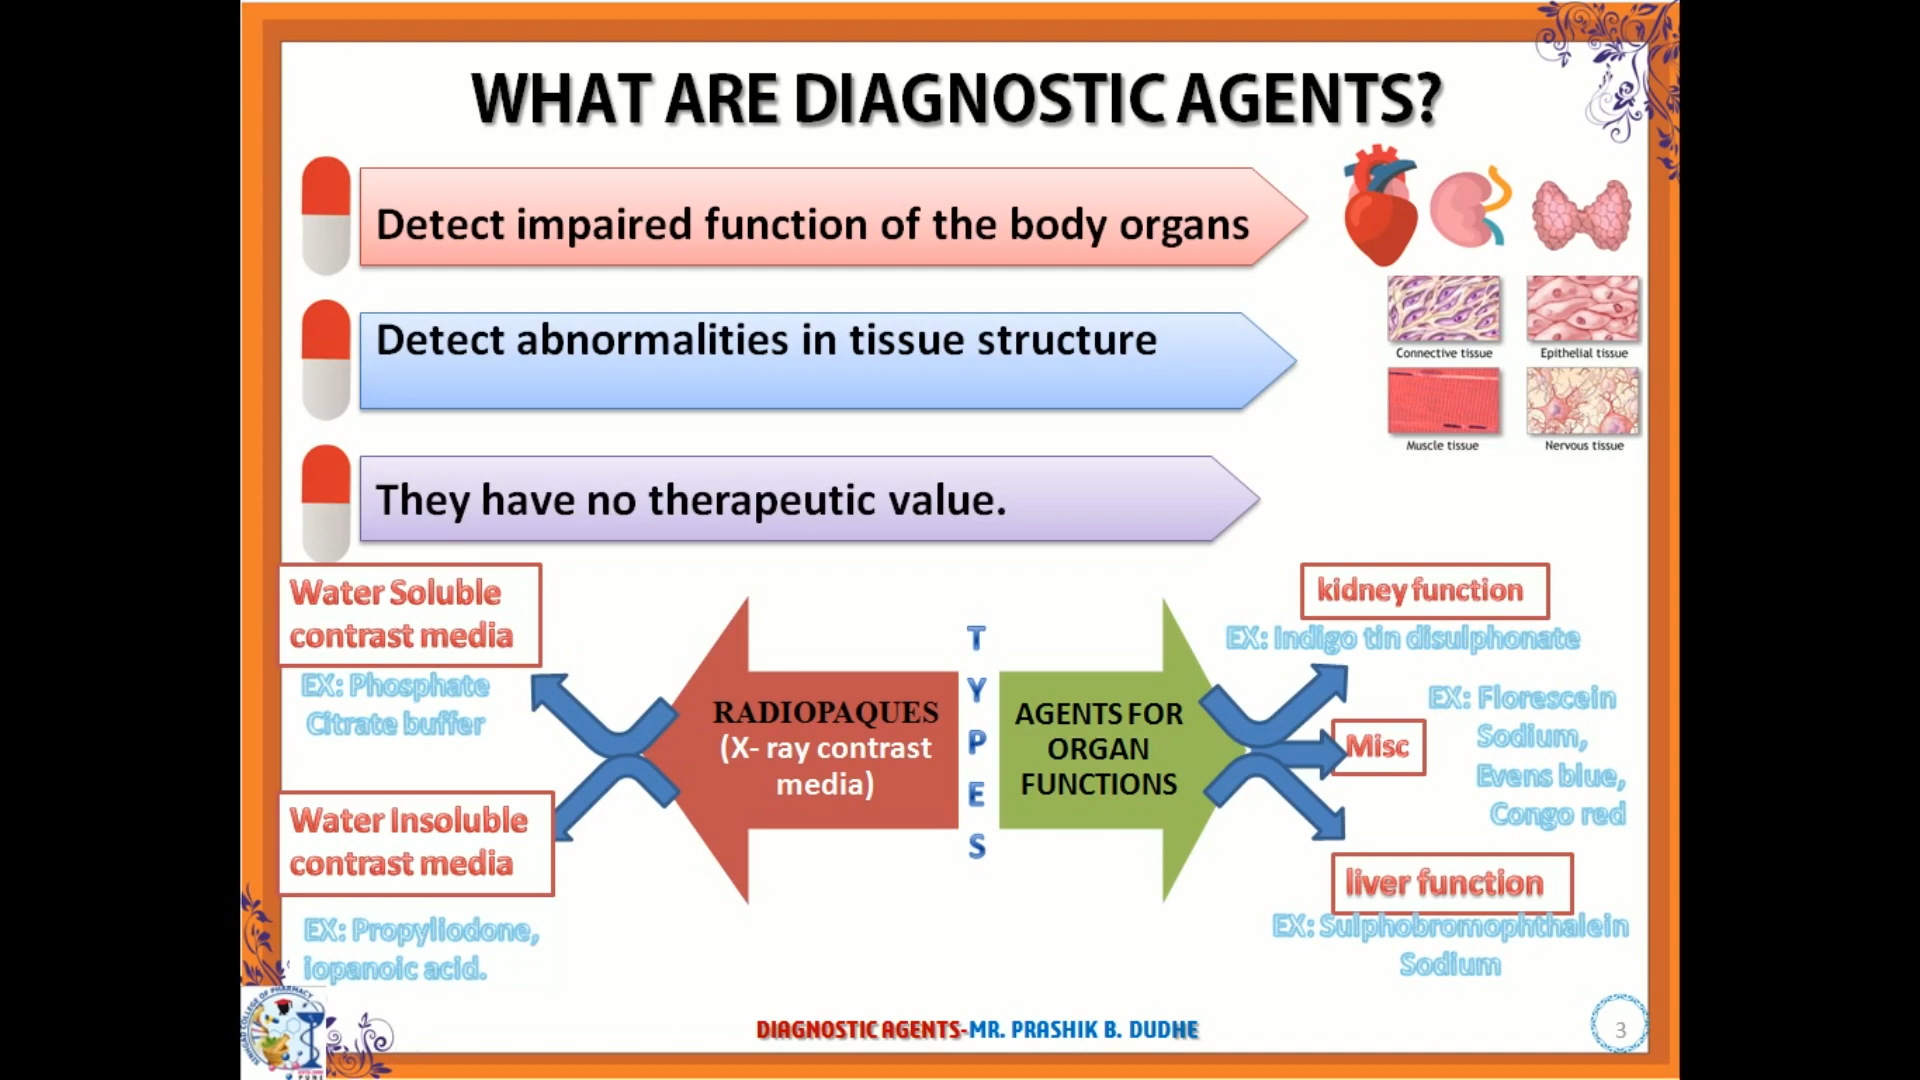 WHAT ARE DIAGNOSTIC AGENTS?
Detect impaired function of the body organs
Detect abnormalities in tissue structure
Connective tissue
Epithelial tissue
Muscle tissue
Nervous tissue
They have no therapeutic value.
Water Soluble
contrast media
EX: Phosphate
Citrate buffer
Water Insoluble
contrast media
EX: Propyliodone,
iopanoic acid.
RADIOPAQUES
(X- ray contrast
media)
T
Y
P
E
S
AGENTS FOR
ORGAN
FUNCTIONS
kidney function
EX: Indigo tin disulphonate
Misc
EX: Florescein
Sodium,
Evens blue,
Congo red
liver function
EX: Sulphobromophthalein
Sodium
DIAGNOSTIC AGENTS-MR. PRASHIK B. DUDHE
3